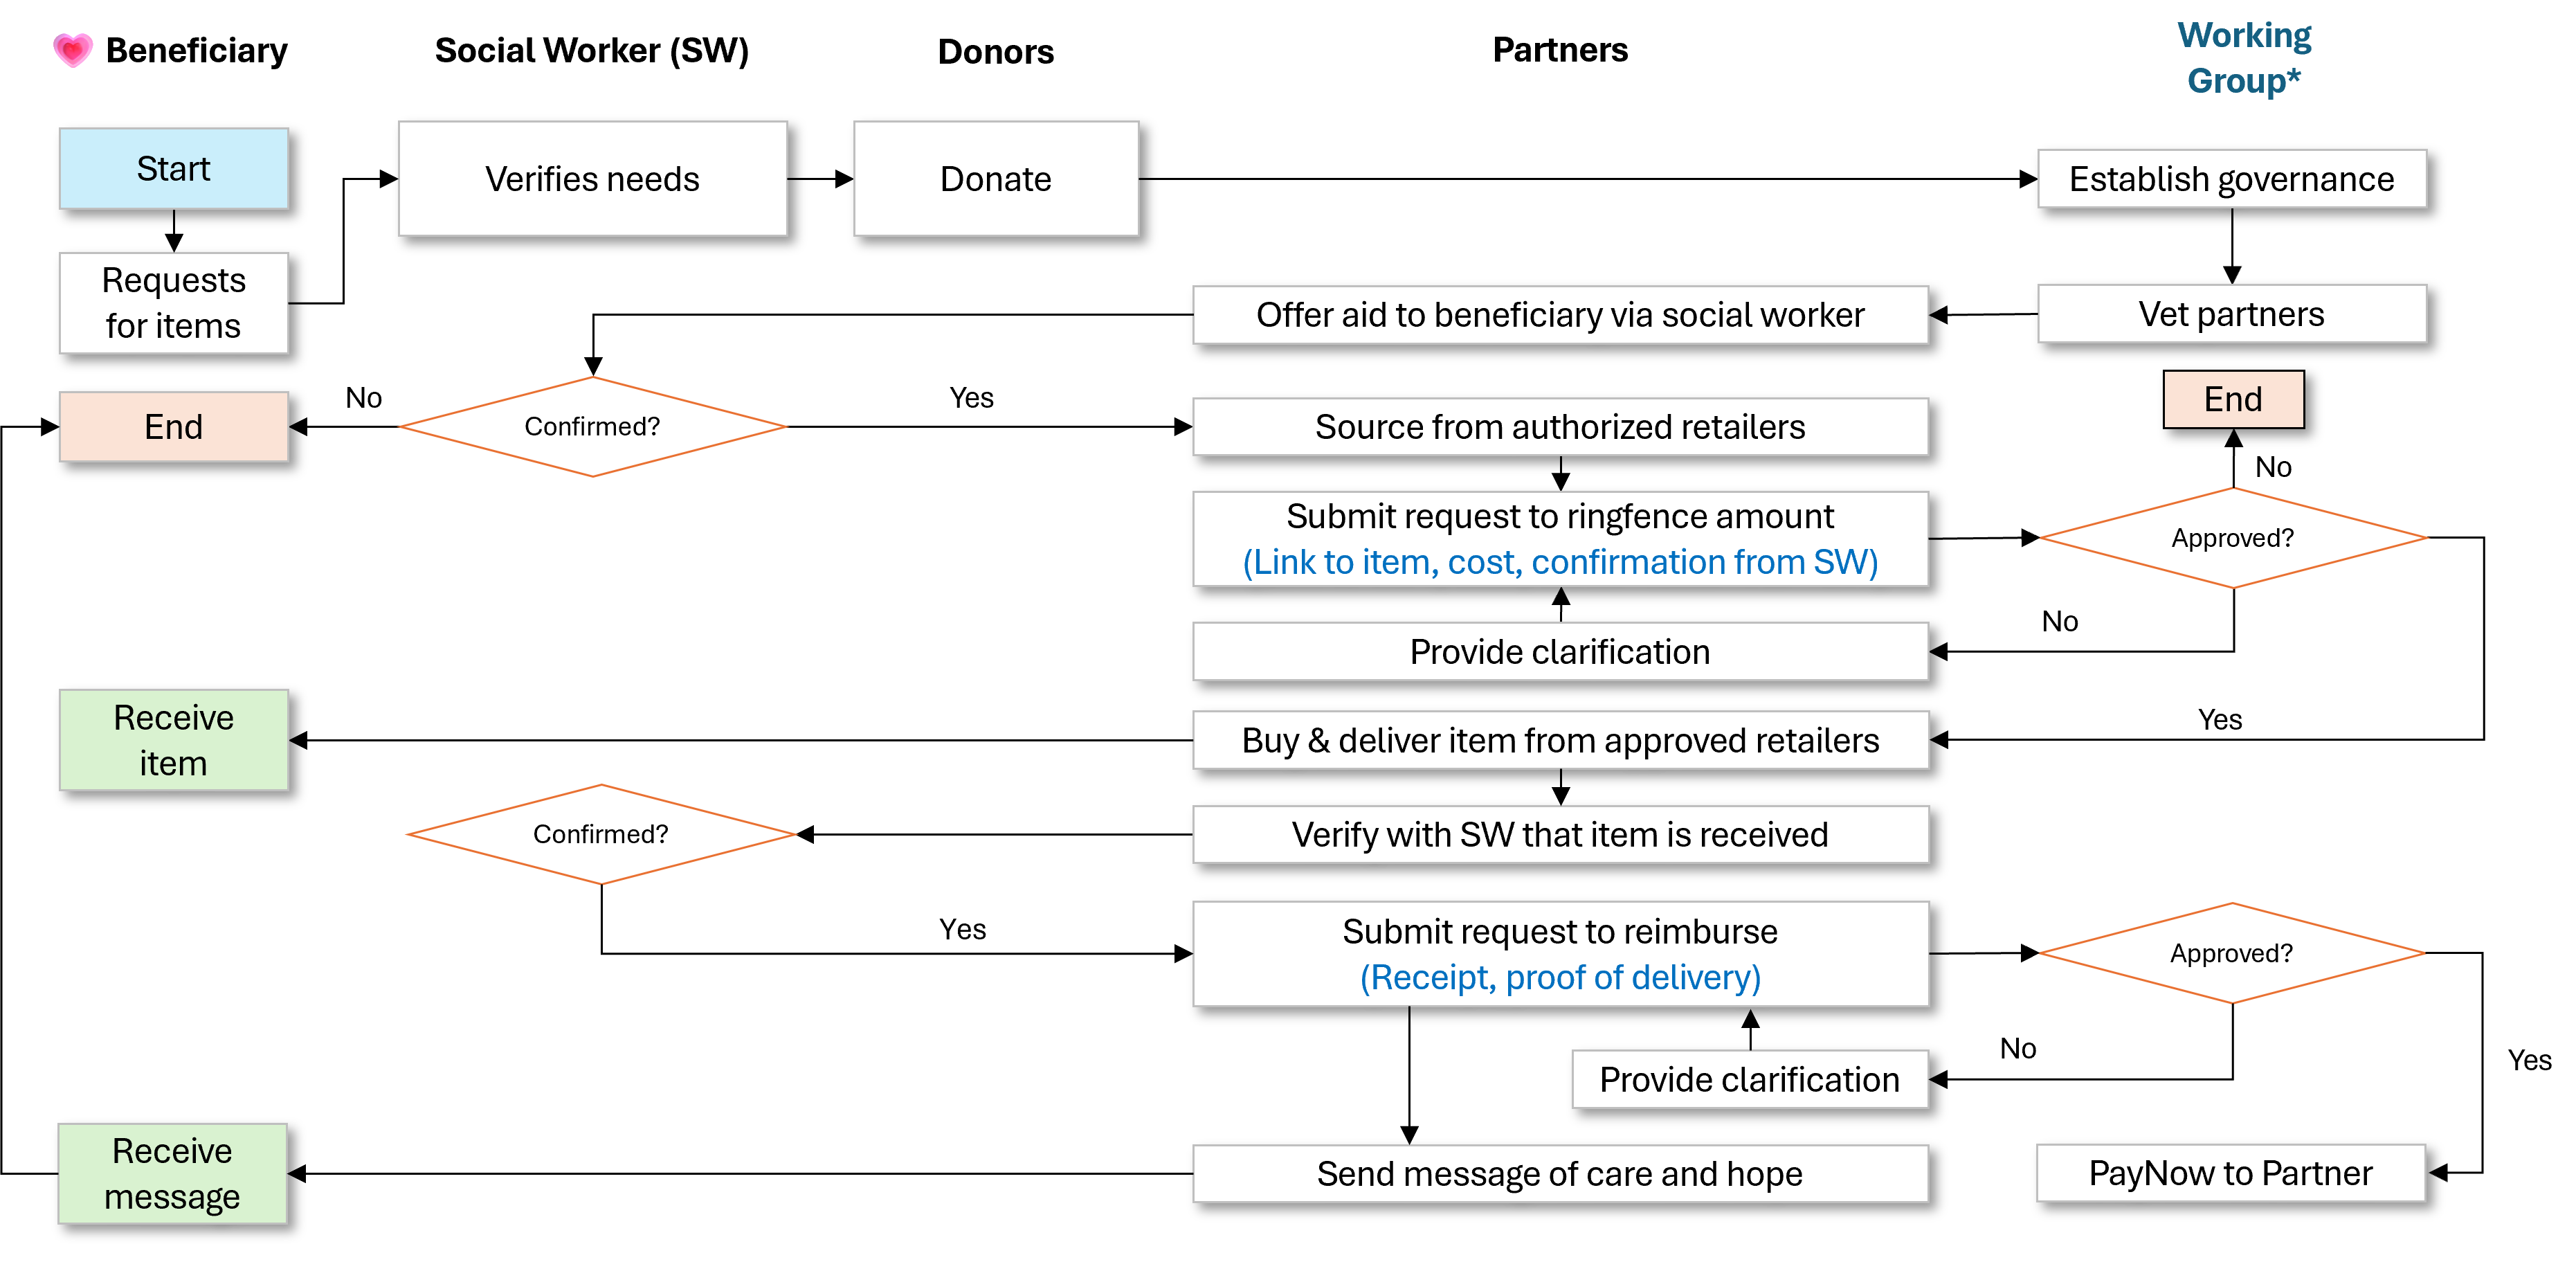 Beneficiary
Social Worker (SW)
Donors
Partners
Working
Group*
Start
Verifies needs
Donate
Establish governance
Requests
for items
Offer aid to beneficiary via social worker
Vet partners
End
No
Confirmed?
Yes
Source from authorized retailers
End
No
Submit request to ringfence amount
(Link to item, cost, confirmation from SW)
Approved?
Provide clarification
No
Receive
item
Buy & deliver item from approved retailers
Yes
Confirmed?
Verify with SW that item is received
Yes
Submit request to reimburse
(Receipt, proof of delivery)
Approved?
Provide clarification
No
Yes
Receive
message
Send message of care and hope
PayNow to Partner